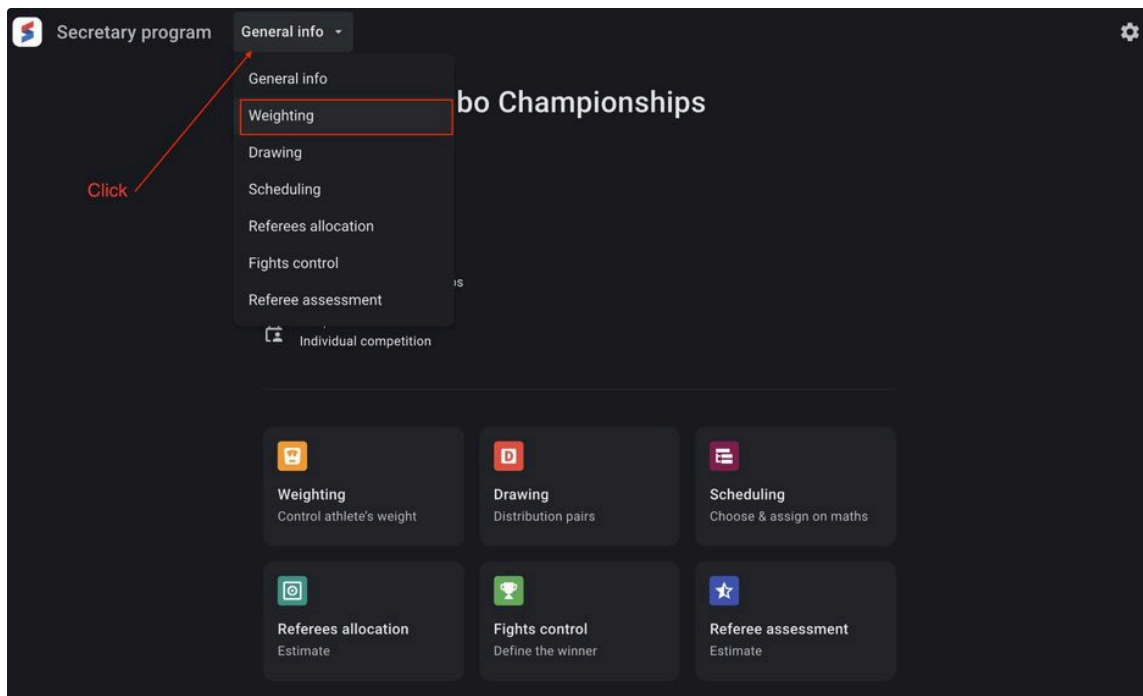 Secretary program
General info
General info
Weighting
bo Championships
Drawing
Click
Scheduling
Referees allocation
Fights control
os
Referee assessment
Individual competition
Weighting
Control athlete's weight
Drawing
Distribution pairs
Scheduling
Choose & assign on maths
Referees allocation
Estimate
Fights control
Define the winner
Referee assessment
Estimate